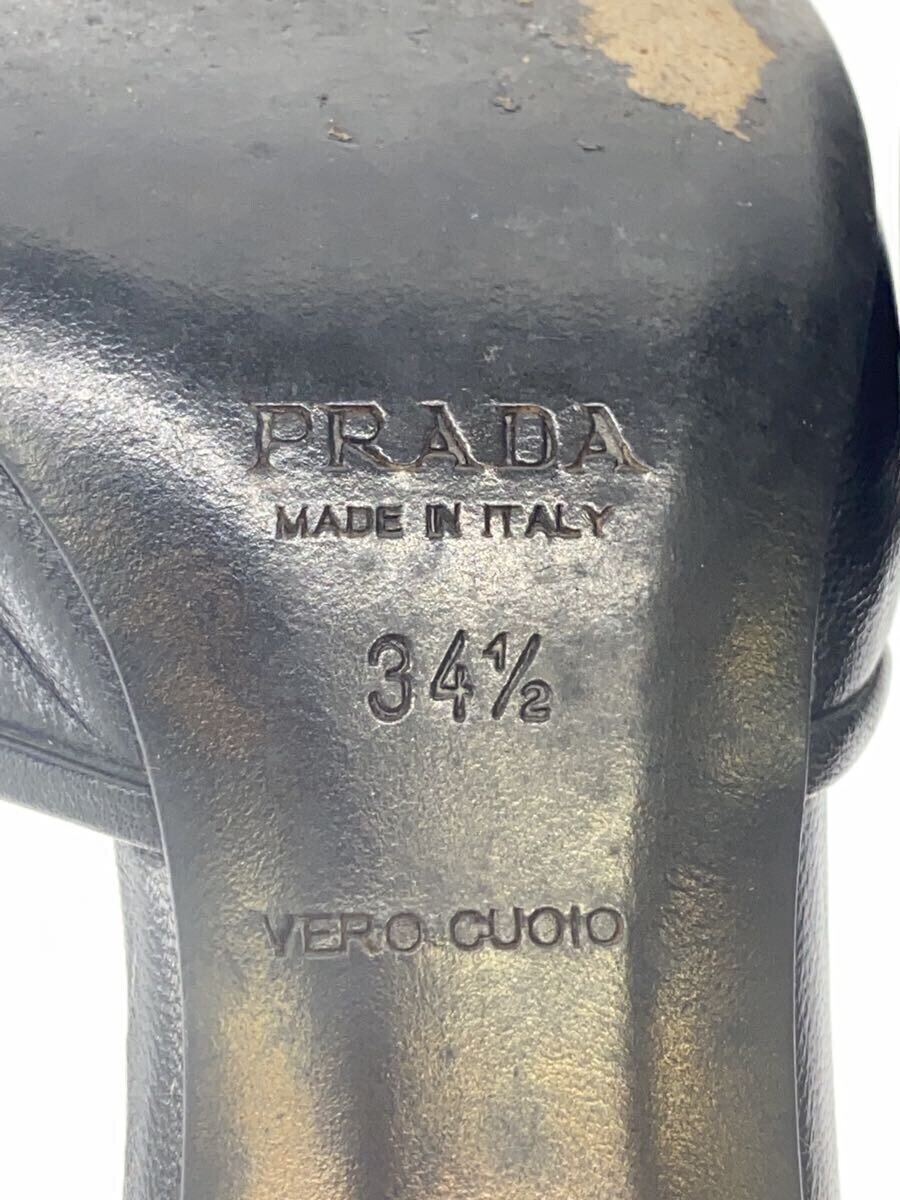 PRADA
MADE IN ITALY
34½
VERO CUOIO